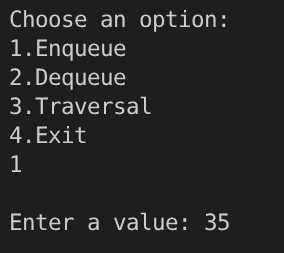 Choose an option:
1.Enqueue
2.Dequeue
3.Traversal
4.Exit
1
Enter a value: 35